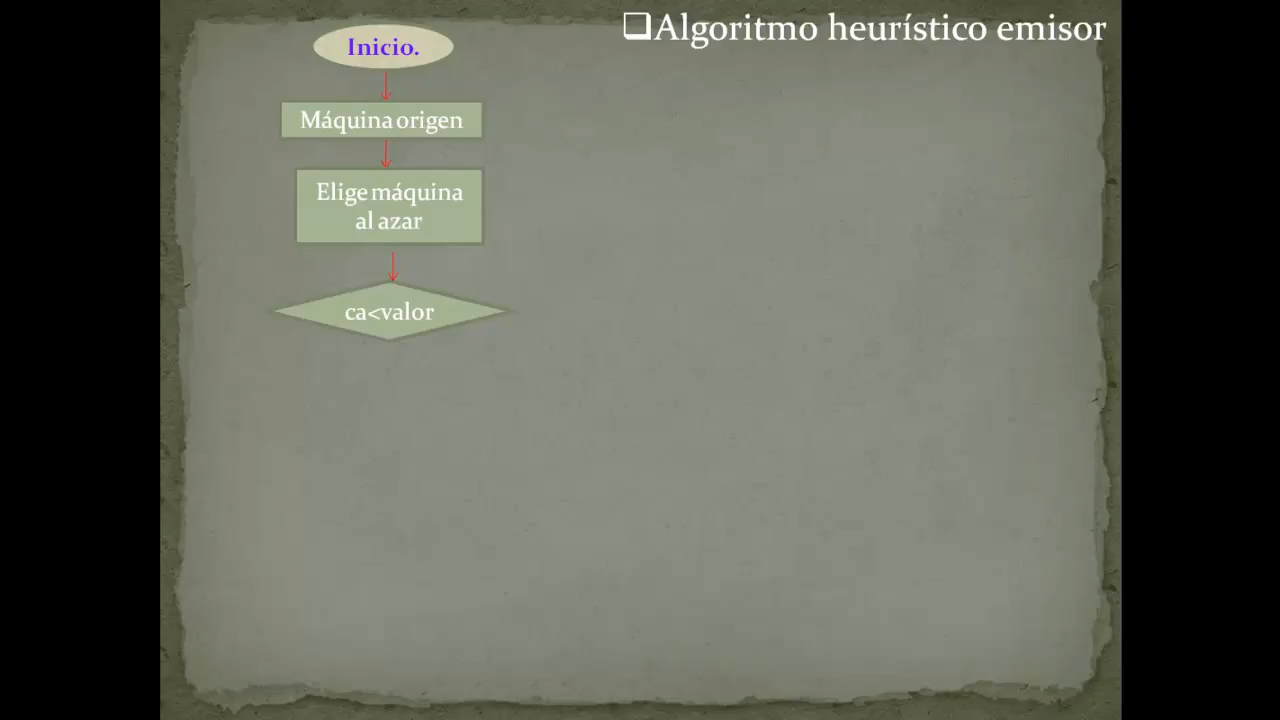 ❑Algoritmo heurístico emisor
Inicio.
Máquina origen
Elige máquina
al azar
ca<valor